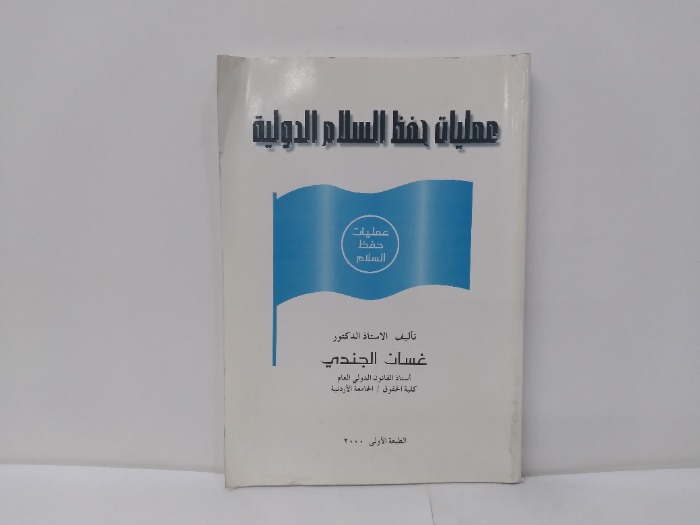 عمليات حفظ السلام الدولية
عمليات
حفظ
السلام
تأليف الاستاذ الدكتور
غسان الجندي
أستاذ القانون الدولي العام
كلية الحقوق / الجامعة الأردنية
الطبعة الأولى ٢٠٠٠